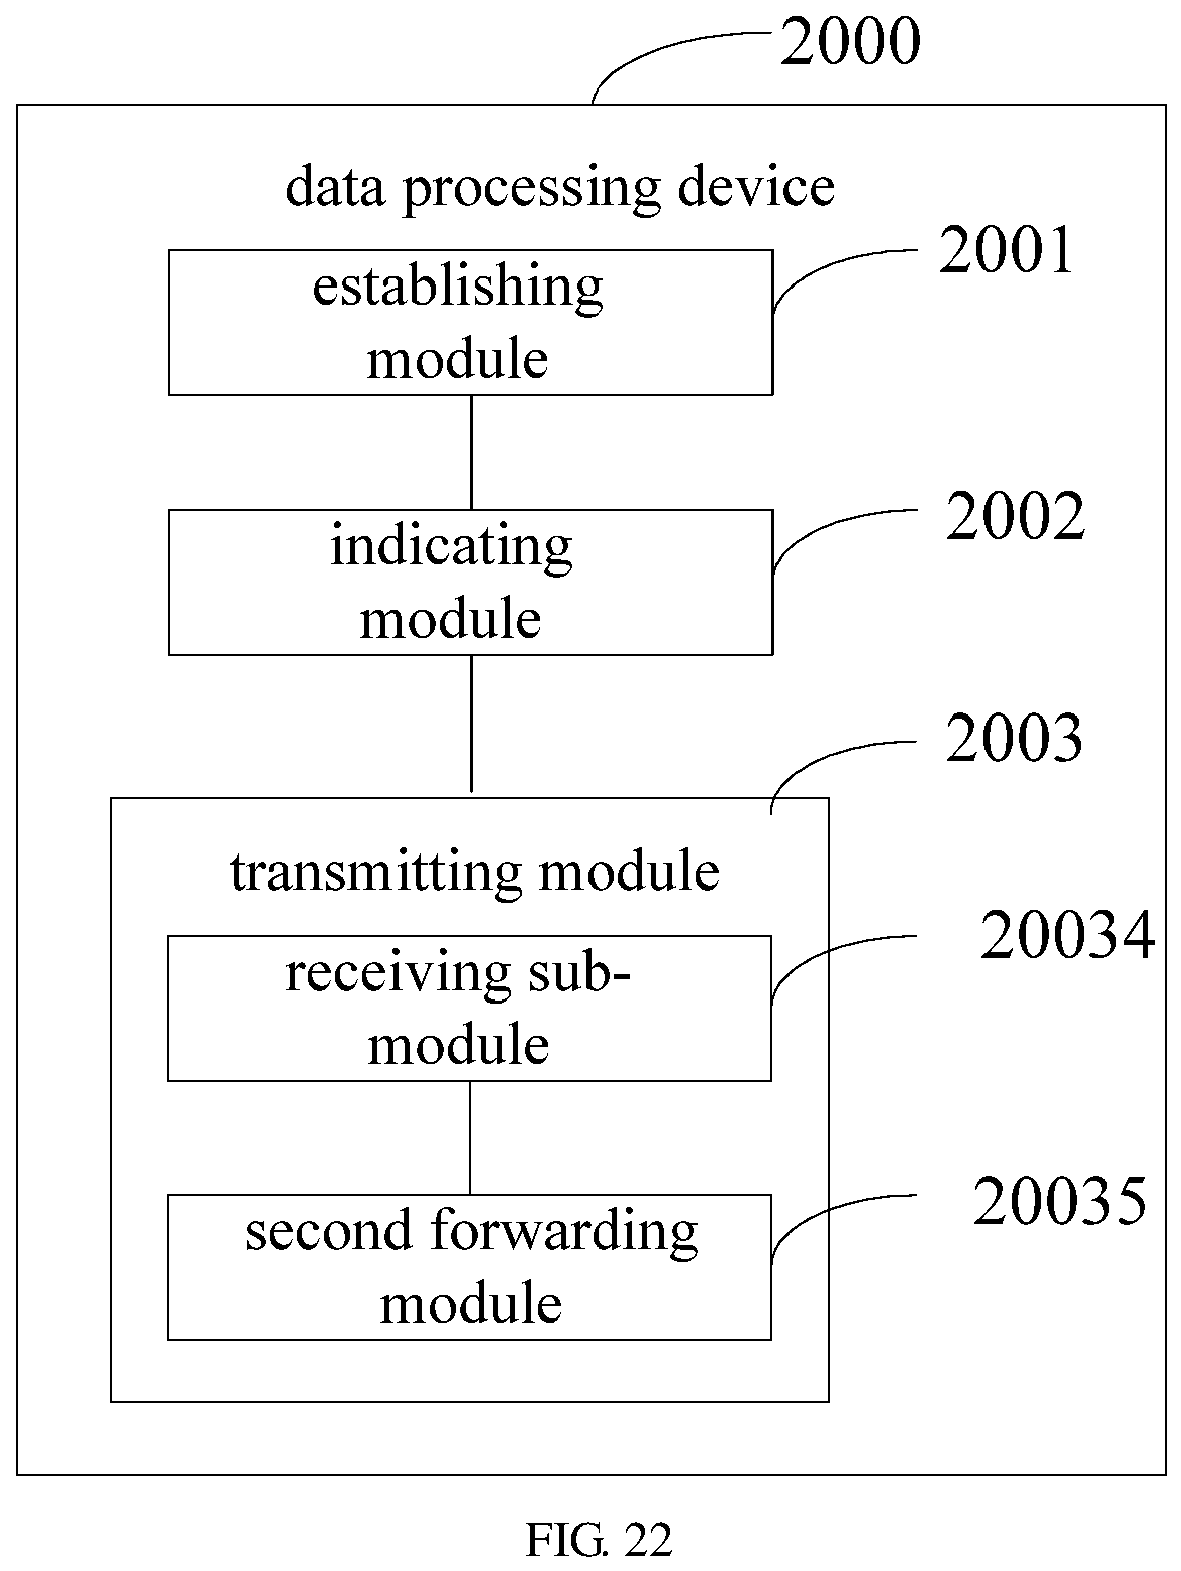 2000
data processing device
2001
establishing
module
2002
indicating
module
2003
transmitting module
20034
receiving sub-
module
20035
second forwarding
module
FIG. 22